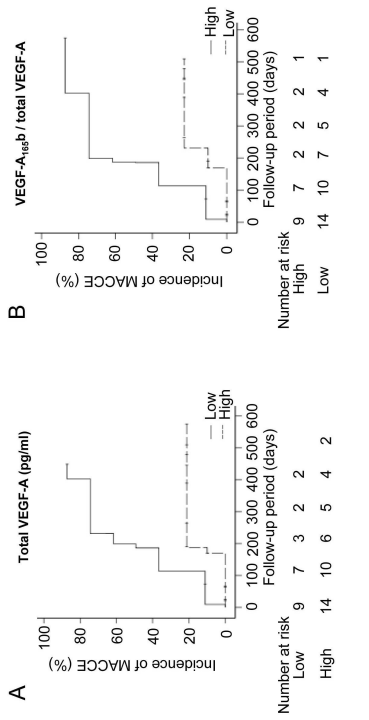 A
Total VEGF-A (pg/ml)
Incidence of MACCE (%)
100
80
60
40
20
0
0 100 200 300 400 500 600
Follow-up period (days)
Low
High
Number at risk
Low 9 7 3 2 2
High 14 10 6 5 4 2
B
VEGF-A165b / total VEGF-A
Incidence of MACCE (%)
100
80
60
40
20
0
0 100 200 300 400 500 600
Follow-up period (days)
High
Low
Number at risk
High 9 7 2 2 2 1
Low 14 10 7 5 4 1